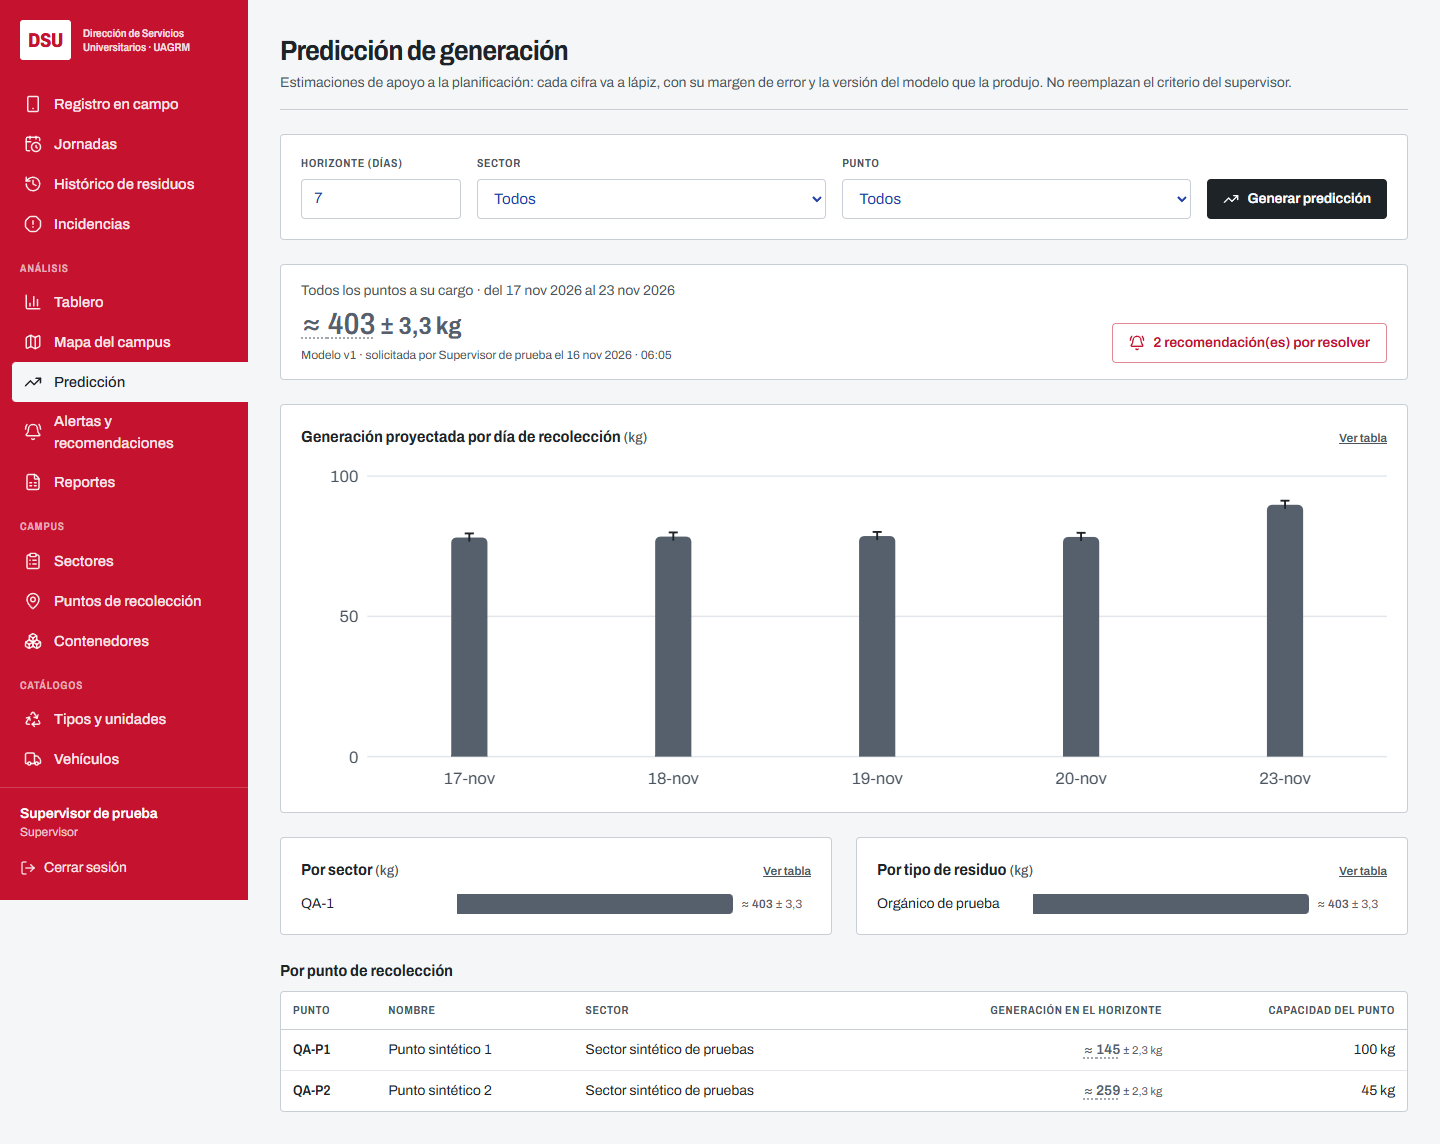 DSU
Dirección de Servicios
Universitarios · UAGRM
Registro en campo
Jornadas
Histórico de residuos
Incidencias
ANÁLISIS
Tablero
Mapa del campus
Predicción
Alertas y
recomendaciones
Reportes
CAMPUS
Sectores
Puntos de recolección
Contenedores
CATÁLOGOS
Tipos y unidades
Vehículos
Supervisor de prueba
Supervisor
Cerrar sesión
Predicción de generación
Estimaciones de apoyo a la planificación: cada cifra va a lápiz, con su margen de error y la versión del modelo que la produjo. No reemplazan el criterio del supervisor.
HORIZONTE (DÍAS) SECTOR PUNTO
7 Todos Todos Generar predicción
Todos los puntos a su cargo · del 17 nov 2026 al 23 nov 2026
≈ 403 ± 3,3 kg
Modelo v1 · solicitada por Supervisor de prueba el 16 nov 2026 · 06:05
2 recomendación(es) por resolver
Generación proyectada por día de recolección (kg) Ver tabla
100
50
0
17-nov 18-nov 19-nov 20-nov 23-nov
Por sector (kg) Ver tabla
QA-1 ≈ 403 ± 3,3
Por tipo de residuo (kg) Ver tabla
Orgánico de prueba ≈ 403 ± 3,3
Por punto de recolección
PUNTO NOMBRE SECTOR GENERACIÓN EN EL HORIZONTE CAPACIDAD DEL PUNTO
QA-P1 Punto sintético 1 Sector sintético de pruebas ≈ 145 ± 2,3 kg 100 kg
QA-P2 Punto sintético 2 Sector sintético de pruebas ≈ 259 ± 2,3 kg 45 kg